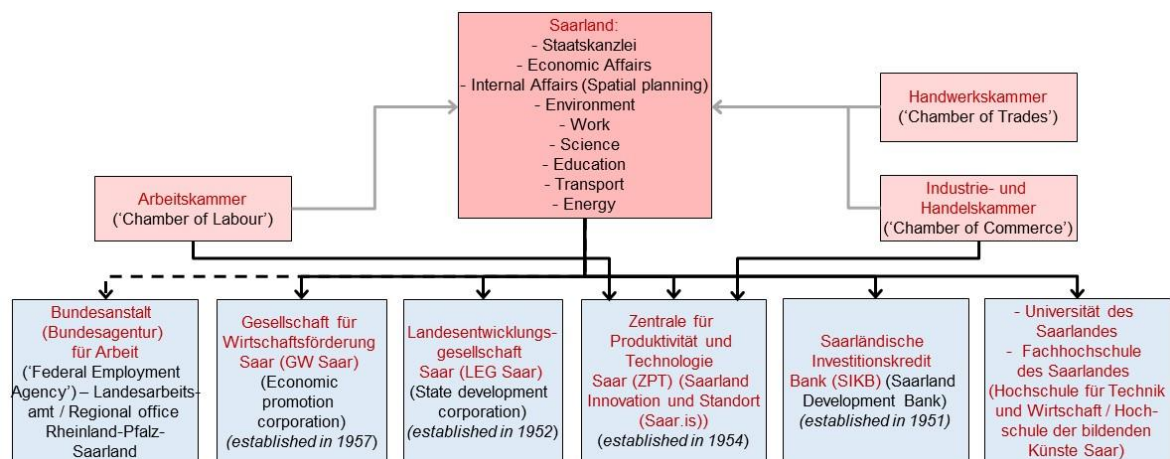 Saarland:
- Staatskanzlei
- Economic Affairs
- Internal Affairs (Spatial planning)
- Environment
- Work
- Science
- Education
- Transport
- Energy
Handwerkskammer
(‘Chamber of Trades’)
Arbeitskammer
(‘Chamber of Labour’)
Industrie- und
Handelskammer
(‘Chamber of Commerce’)
Bundesanstalt
(Bundesagentur)
für Arbeit
(‘Federal Employment
Agency’) – Landesarbeits-
amt / Regional office
Rheinland-Pfalz-
Saarland
Gesellschaft für
Wirtschaftsförderung
Saar (GW Saar)
(Economic
promotion
corporation)
(established in 1957)
Landesentwicklungs-
gesellschaft
Saar (LEG Saar)
(State development
corporation)
(established in 1952)
Zentrale für
Produktivität und
Technologie
Saar (ZPT) (Saarland
Innovation und Standort
(Saar.is))
(established in 1954)
Saarländische
Investitionskredit
Bank (SIKB) (Saarland
Development Bank)
(established in 1951)
- Universität des
Saarlandes
- Fachhochschule
des Saarlandes
(Hochschule für Technik
und Wirtschaft / Hoch-
schule der bildenden
Künste Saar)